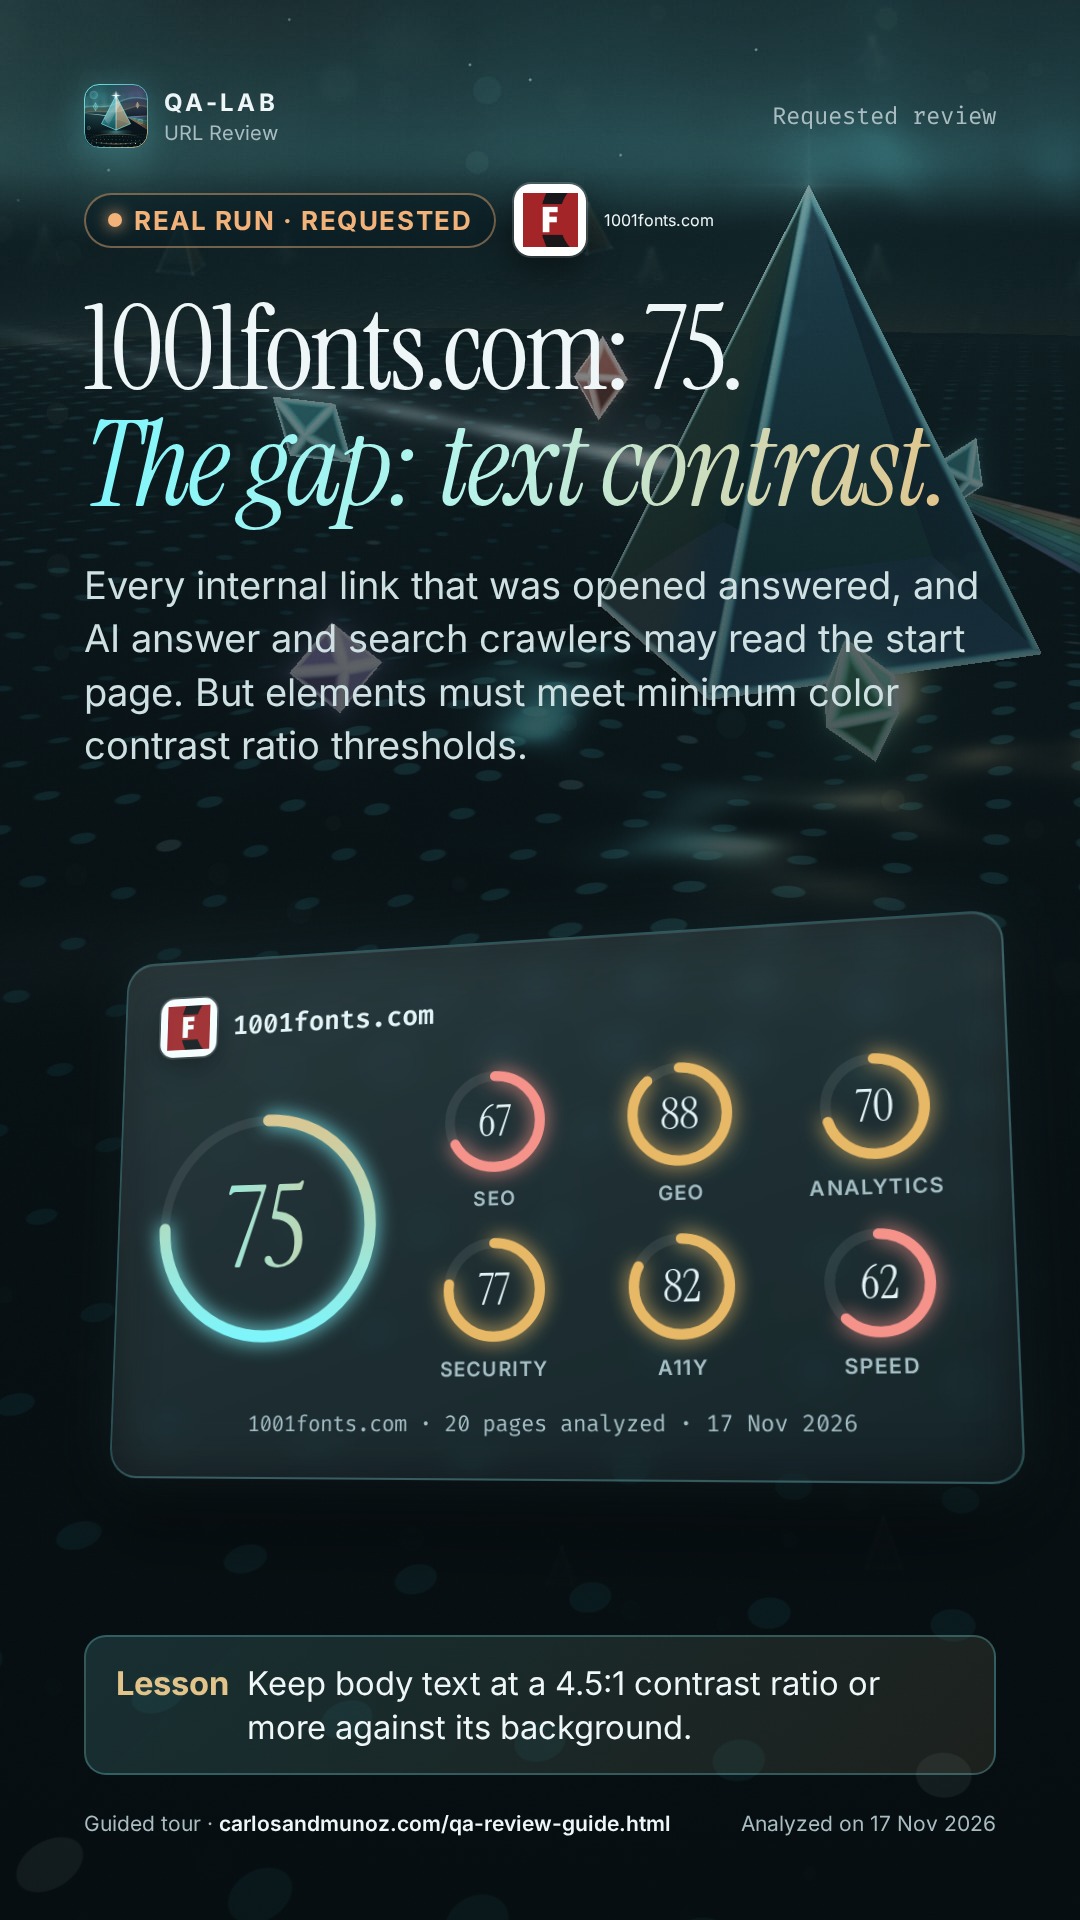 QA-LAB
URL Review
Requested review
REAL RUN · REQUESTED
F
1001fonts.com
1001fonts.com: 75.
The gap: text contrast.
Every internal link that was opened answered, and
AI answer and search crawlers may read the start
page. But elements must meet minimum color
contrast ratio thresholds.
F
1001fonts.com
75
67
SEO
88
GEO
70
ANALYTICS
77
SECURITY
82
A11Y
62
SPEED
1001fonts.com · 20 pages analyzed · 17 Nov 2026
Lesson Keep body text at a 4.5:1 contrast ratio or
more against its background.
Guided tour · carlosandmunoz.com/qa-review-guide.html
Analyzed on 17 Nov 2026